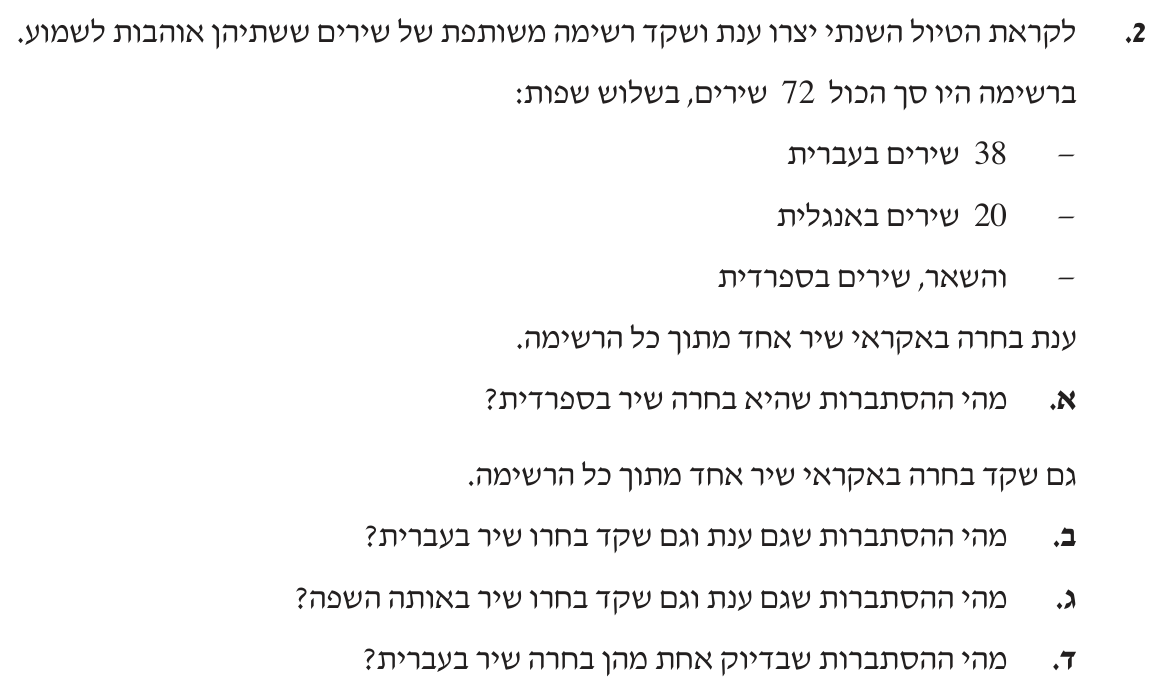 2. לקראת הטיול השנתי יצרו ענת ושקד רשימה משותפת של שירים ששתיהן אוהבות לשמוע.
ברשימה היו סך הכול 72 שירים, בשלוש שפות:
– 38 שירים בעברית
– 20 שירים באנגלית
– והשאר, שירים בספרדית
ענת בחרה באקראי שיר אחד מתוך כל הרשימה.
א. מהי ההסתברות שהיא בחרה שיר בספרדית?
גם שקד בחרה באקראי שיר אחד מתוך כל הרשימה.
ב. מהי ההסתברות שגם ענת וגם שקד בחרו שיר בעברית?
ג. מהי ההסתברות שגם ענת וגם שקד בחרו שיר באותה השפה?
ד. מהי ההסתברות שבדיוק אחת מהן בחרה שיר בעברית?